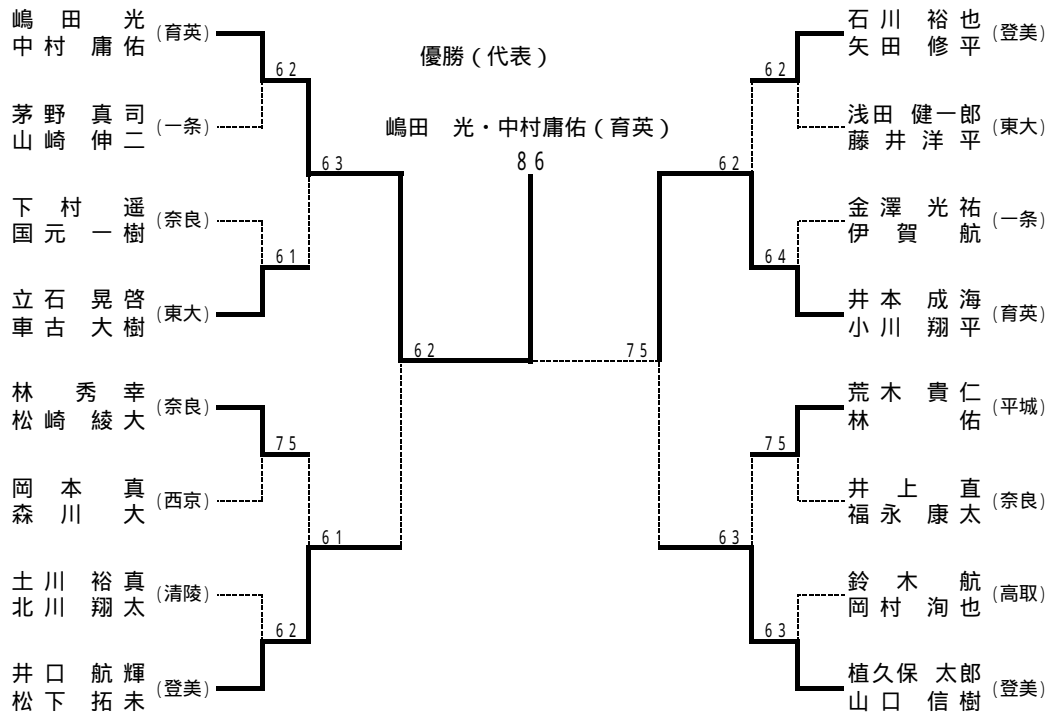 優勝（代表）
嶋田　光・中村庸佑（育英）
8 6
嶋 田 光 (育英)
中 村 庸 佑
6 2
茅 野 真 司 (一条)
山 崎 伸 二
6 3
下 村 遥 (奈良)
国 元 一 樹
6 1
立 石 晃 啓 (東大)
車 古 大 樹
6 2
林 秀 幸 (奈良)
松 崎 綾 大
7 5
岡 本 真 (西京)
森 川 大
6 1
土 川 裕 真 (清陵)
北 川 翔 太
6 2
井 口 航 輝 (登美)
松 下 拓 未
石 川 裕 也 (登美)
矢 田 修 平
6 2
浅田 健一郎 (東大)
藤 井 洋 平
6 2
金 澤 光 祐 (一条)
伊 賀 航
6 4
井 本 成 海 (育英)
小 川 翔 平
7 5
荒 木 貴 仁 (平城)
林 佑
7 5
井 上 直 (奈良)
福 永 康 太
6 3
鈴 木 航 (高取)
岡 村 洵 也
6 3
植久保 太郎 (登美)
山 口 信 樹